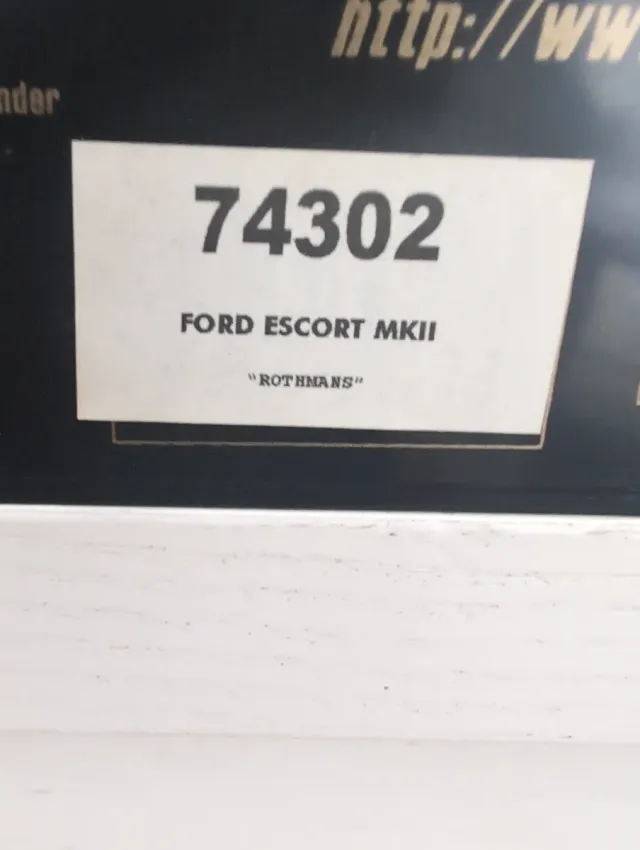 http://ww
nder
74302
FORD ESCORT MKII
"ROTHMANS"